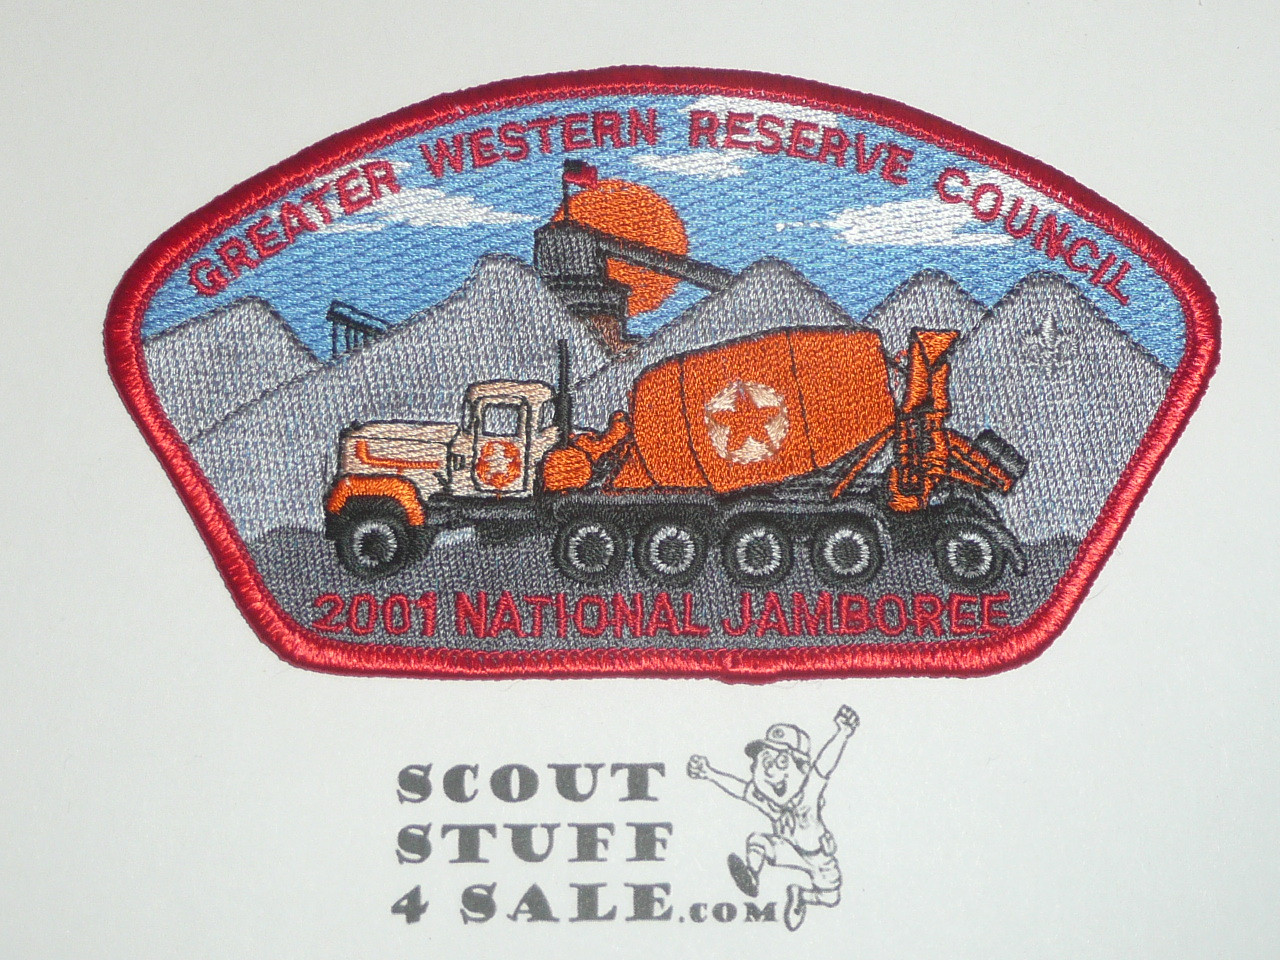 GREATER WESTERN RESERVE COUNCIL
2001 NATIONAL JAMBOREE
SCOUT
STUFF
4 SALE.COM